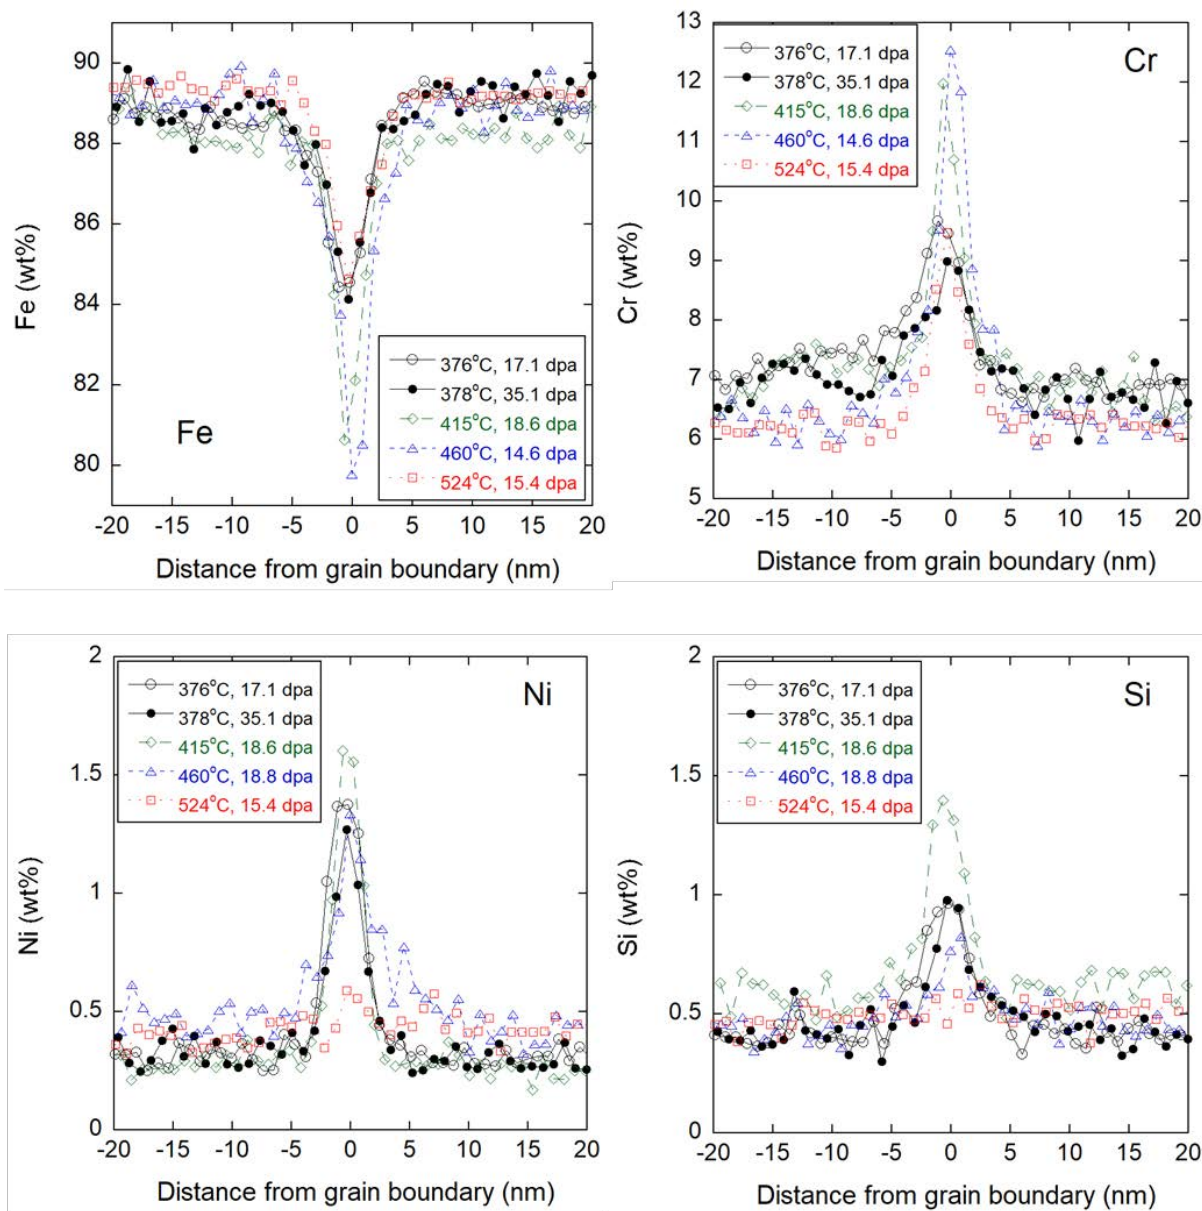 90
88
86
84
82
80
Fe (wt%)
Fe
376°C, 17.1 dpa
378°C, 35.1 dpa
415°C, 18.6 dpa
460°C, 14.6 dpa
524°C, 15.4 dpa
-20 -15 -10 -5 0 5 10 15 20
Distance from grain boundary (nm)
13
12
11
10
9
8
7
6
5
Cr (wt%)
376°C, 17.1 dpa
378°C, 35.1 dpa
415°C, 18.6 dpa
460°C, 14.6 dpa
524°C, 15.4 dpa
Cr
-20 -15 -10 -5 0 5 10 15 20
Distance from grain boundary (nm)
2
1.5
1
0.5
0
Ni (wt%)
376°C, 17.1 dpa
378°C, 35.1 dpa
415°C, 18.6 dpa
460°C, 18.8 dpa
524°C, 15.4 dpa
Ni
-20 -15 -10 -5 0 5 10 15 20
Distance from grain boundary (nm)
2
1.5
1
0.5
0
Si (wt%)
376°C, 17.1 dpa
378°C, 35.1 dpa
415°C, 18.6 dpa
460°C, 18.8 dpa
524°C, 15.4 dpa
Si
-20 -15 -10 -5 0 5 10 15 20
Distance from grain boundary (nm)